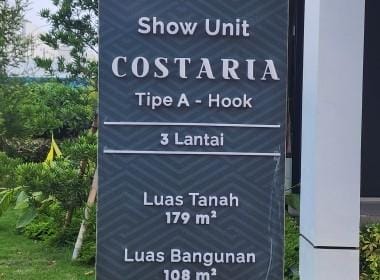 Show Unit
COSTARIA
Tipe A - Hook
3 Lantai
Luas Tanah
179 m²
Luas Bangunan
108 m²